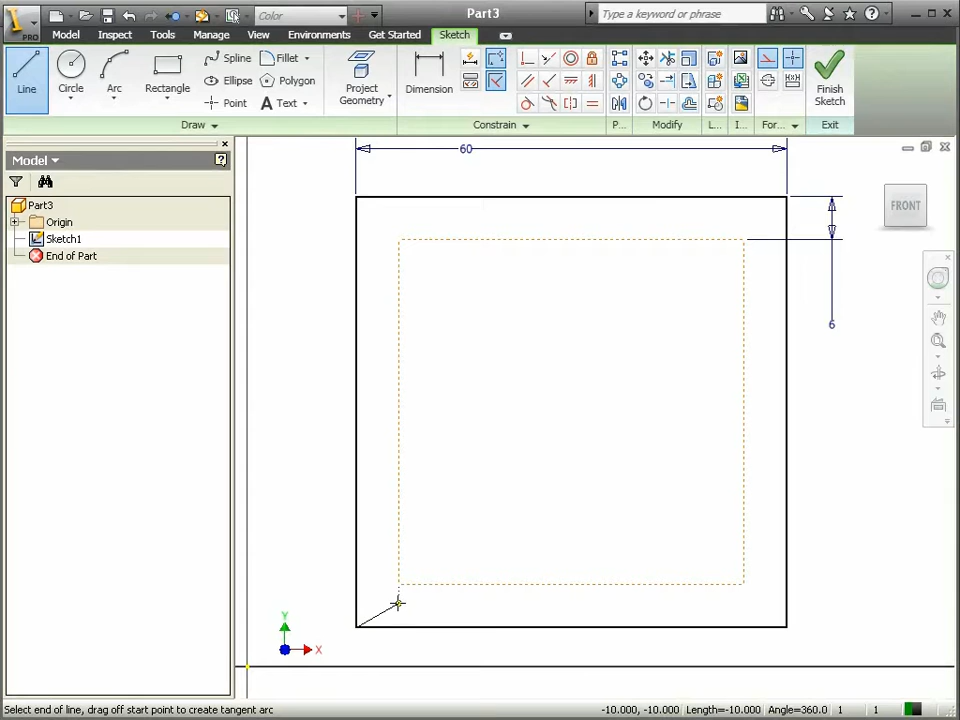 Color
Part3
Type a keyword or phrase
PRO
Model
Inspect
Tools
Manage
View
Environments
Get Started
Sketch
Line
Circle
Arc
Rectangle
Spline
Ellipse
Point
Fillet
Polygon
Text
Project
Geometry
Dimension
Finish
Sketch
Draw
Constrain
P...
Modify
L...
I...
For...
Exit
Model
Part3
Origin
Sketch1
End of Part
60
6
FRONT
Y
X
Select end of line, drag off start point to create tangent arc
-10.000, -10.000 Length=-10.000 Angle=360.0 1 1